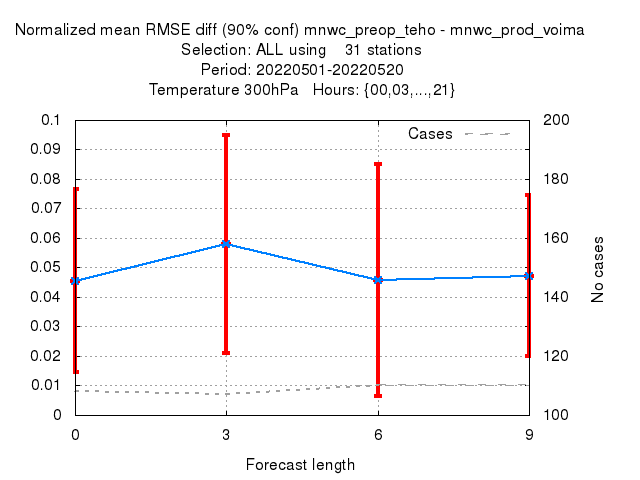 Normalized mean RMSE diff (90% conf) mnwc_preop_teho - mnwc_prod_voima
Selection: ALL using    31 stations
Period: 20220501-20220520
Temperature 300hPa   Hours: {00,03,...,21}
Cases
0.1
0.09
0.08
0.07
0.06
0.05
0.04
0.03
0.02
0.01
0
200
180
160
140
120
100
No cases
0 3 6 9
Forecast length